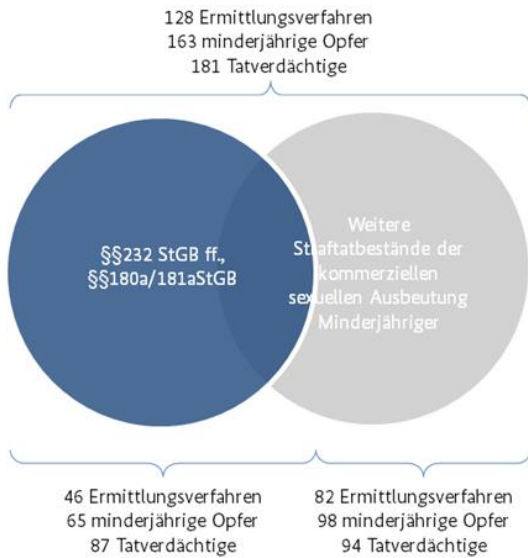 128 Ermittlungsverfahren
163 minderjährige Opfer
181 Tatverdächtige
§§232 StGB ff.,
§§180a/181aStGB
Weitere
Straftatbestände der
kommerziellen
sexuellen Ausbeutung
Minderjähriger
46 Ermittlungsverfahren
65 minderjährige Opfer
87 Tatverdächtige
82 Ermittlungsverfahren
98 minderjährige Opfer
94 Tatverdächtige